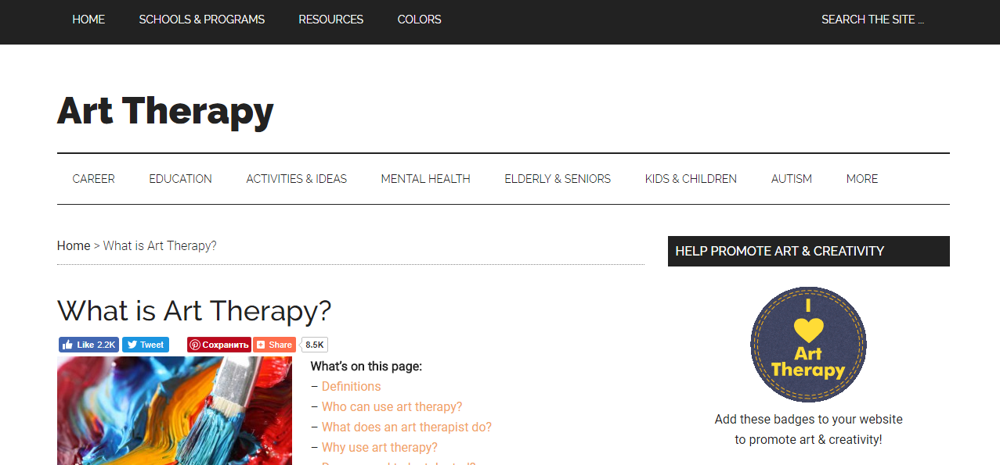 HOME SCHOOLS & PROGRAMS RESOURCES COLORS SEARCH THE SITE ...
Art Therapy
CAREER EDUCATION ACTIVITIES & IDEAS MENTAL HEALTH ELDERLY & SENIORS KIDS & CHILDREN AUTISM MORE
Home > What is Art Therapy?
What is Art Therapy?
Like 2.2K Tweet Сохранить Share 8.5K
What's on this page:
– Definitions
– Who can use art therapy?
– What does an art therapist do?
– Why use art therapy?
HELP PROMOTE ART & CREATIVITY
I
Art
Therapy
Add these badges to your website
to promote art & creativity!